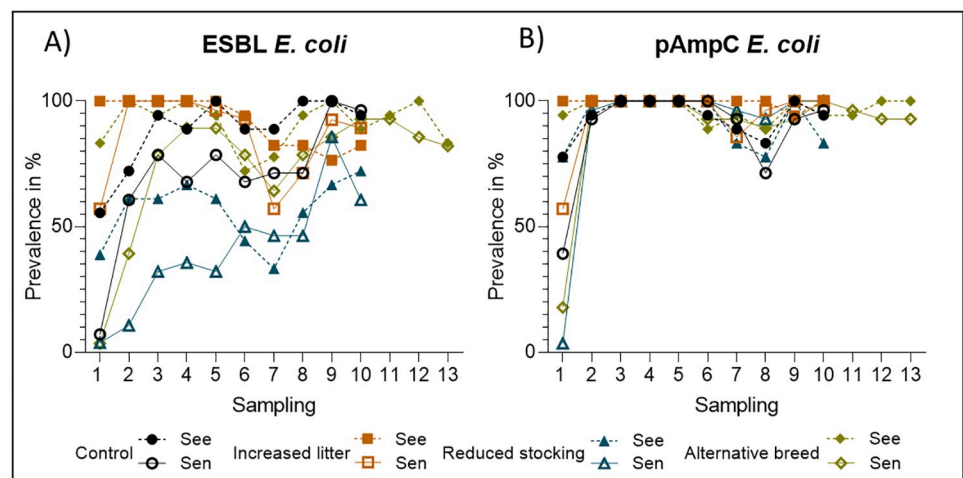 A) ESBL E. coli
B) pAmpC E. coli
Prevalence in %
100
50
0
1 2 3 4 5 6 7 8 9 10 11 12 13
Sampling
Prevalence in %
100
50
0
1 2 3 4 5 6 7 8 9 10 11 12 13
Sampling
Control See Increased litter See Reduced stocking See Alternative breed See
Sen Sen Sen Sen